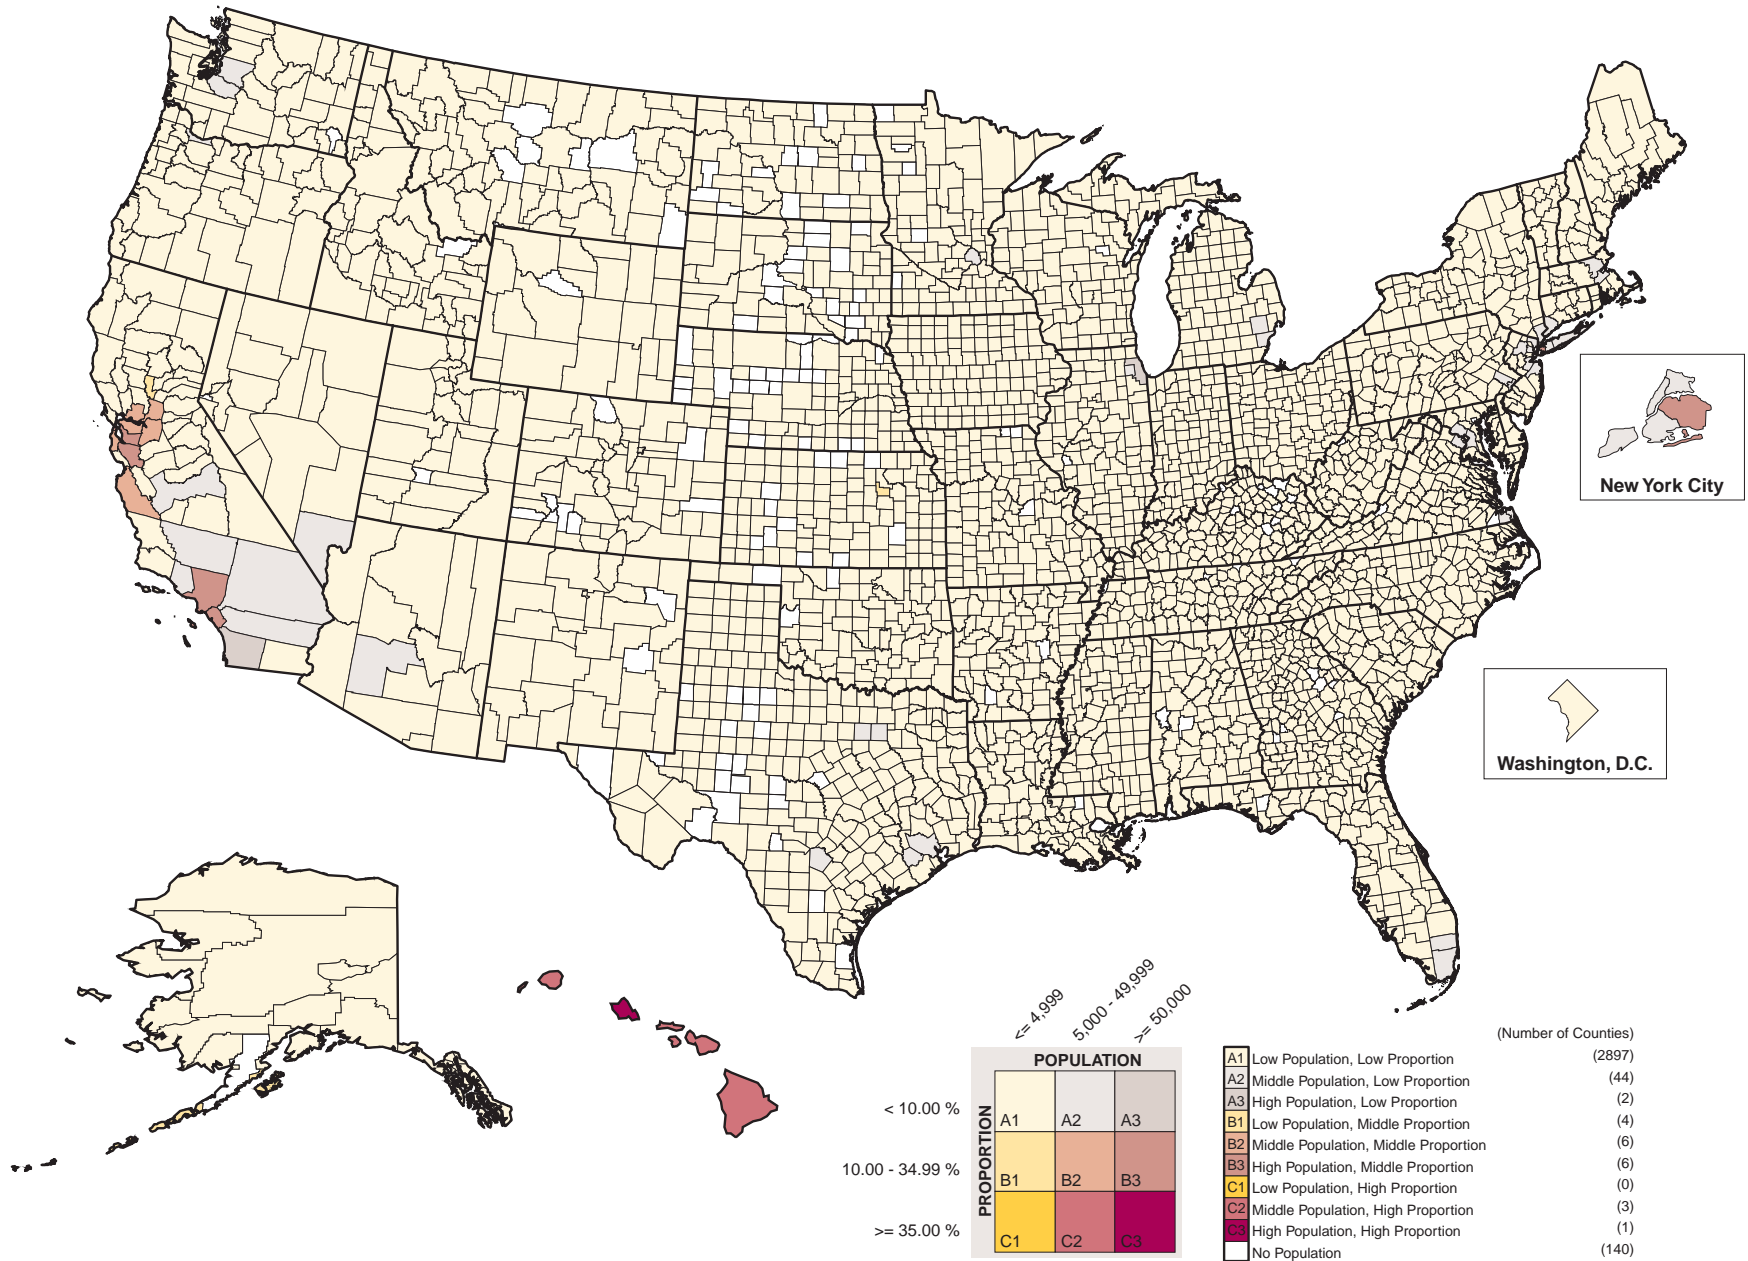 New York City
Washington, D.C.
<= 4,999
5,000 - 49,999
>= 50,000
POPULATION
PROPORTION
< 10.00 %
10.00 - 34.99 %
>= 35.00 %
A1 A2 A3
B1 B2 B3
C1 C2 C3
(Number of Counties)
A1 Low Population, Low Proportion (2897)
A2 Middle Population, Low Proportion (44)
A3 High Population, Low Proportion (2)
B1 Low Population, Middle Proportion (4)
B2 Middle Population, Middle Proportion (6)
B3 High Population, Middle Proportion (6)
C1 Low Population, High Proportion (0)
C2 Middle Population, High Proportion (3)
C3 High Population, High Proportion (1)
No Population (140)